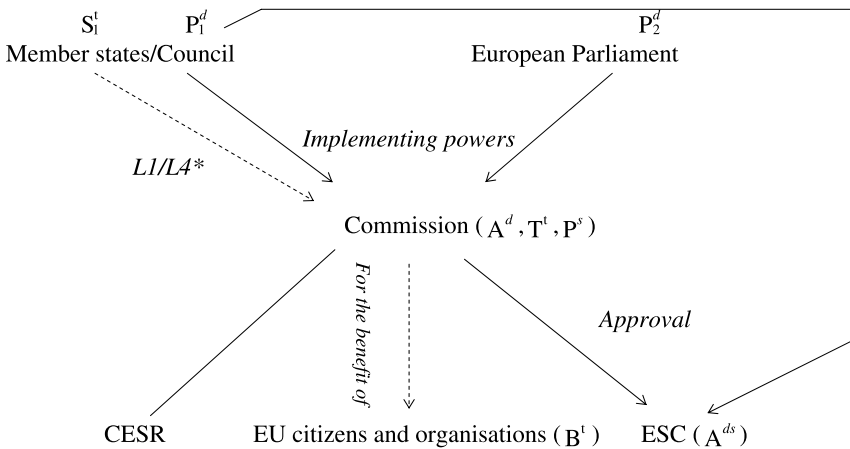 S₁ᵗ P₁ᵈ P₂ᵈ
Member states/Council European Parliament
Implementing powers
L1/L4*
Commission (Aᵈ,Tᵗ,Pˢ)
For the benefit of
Approval
CESR EU citizens and organisations (Bᵗ) ESC (Aᵈˢ)